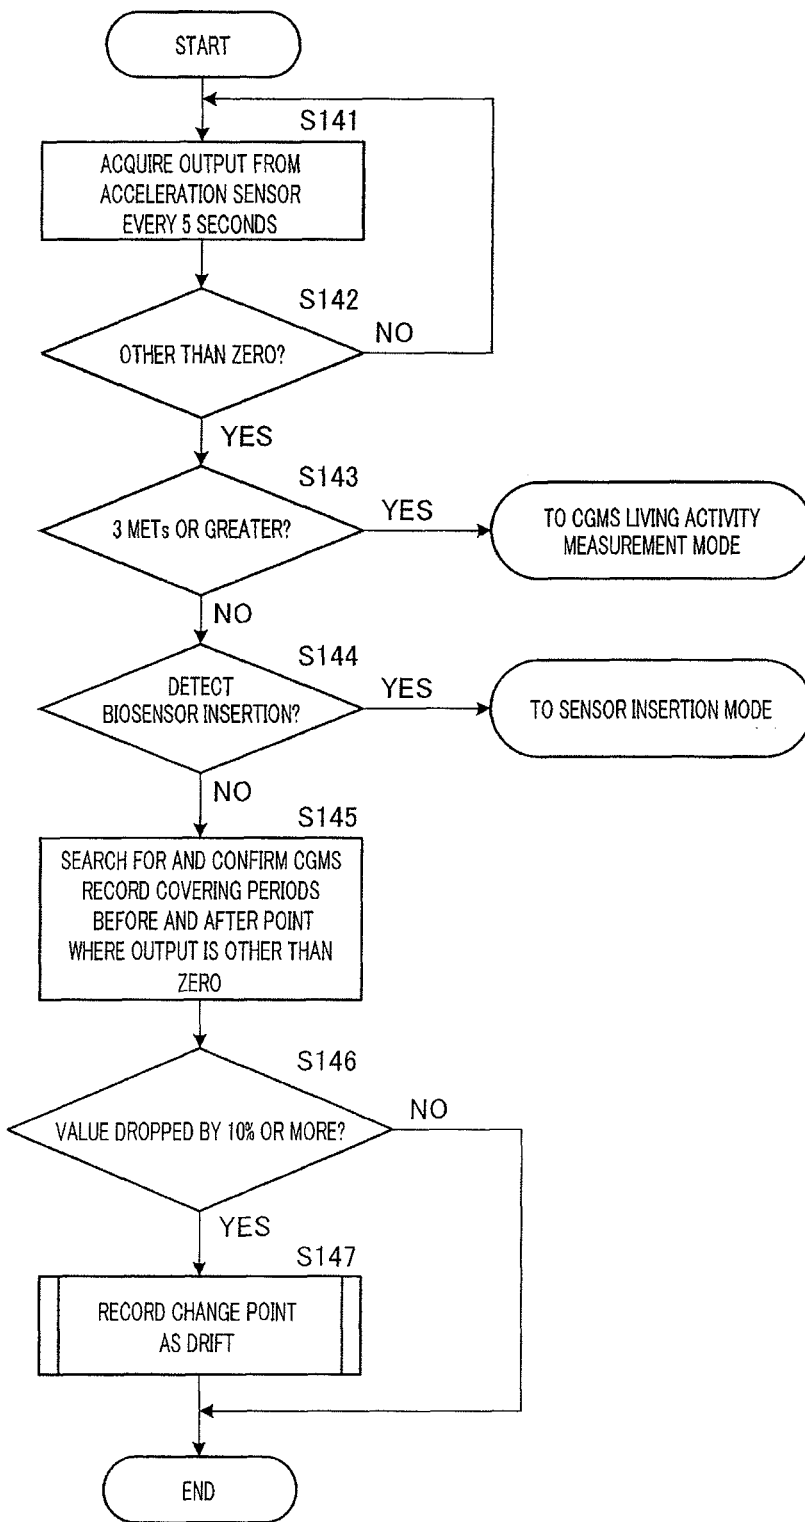 START
S141
ACQUIRE OUTPUT FROM
ACCELERATION SENSOR
EVERY 5 SECONDS
S142
OTHER THAN ZERO?
NO
YES
S143
3 METs OR GREATER?
YES
TO CGMS LIVING ACTIVITY
MEASUREMENT MODE
NO
S144
DETECT
BIOSENSOR INSERTION?
YES
TO SENSOR INSERTION MODE
NO
S145
SEARCH FOR AND CONFIRM CGMS
RECORD COVERING PERIODS
BEFORE AND AFTER POINT
WHERE OUTPUT IS OTHER THAN
ZERO
S146
VALUE DROPPED BY 10% OR MORE?
NO
YES
S147
RECORD CHANGE POINT
AS DRIFT
END